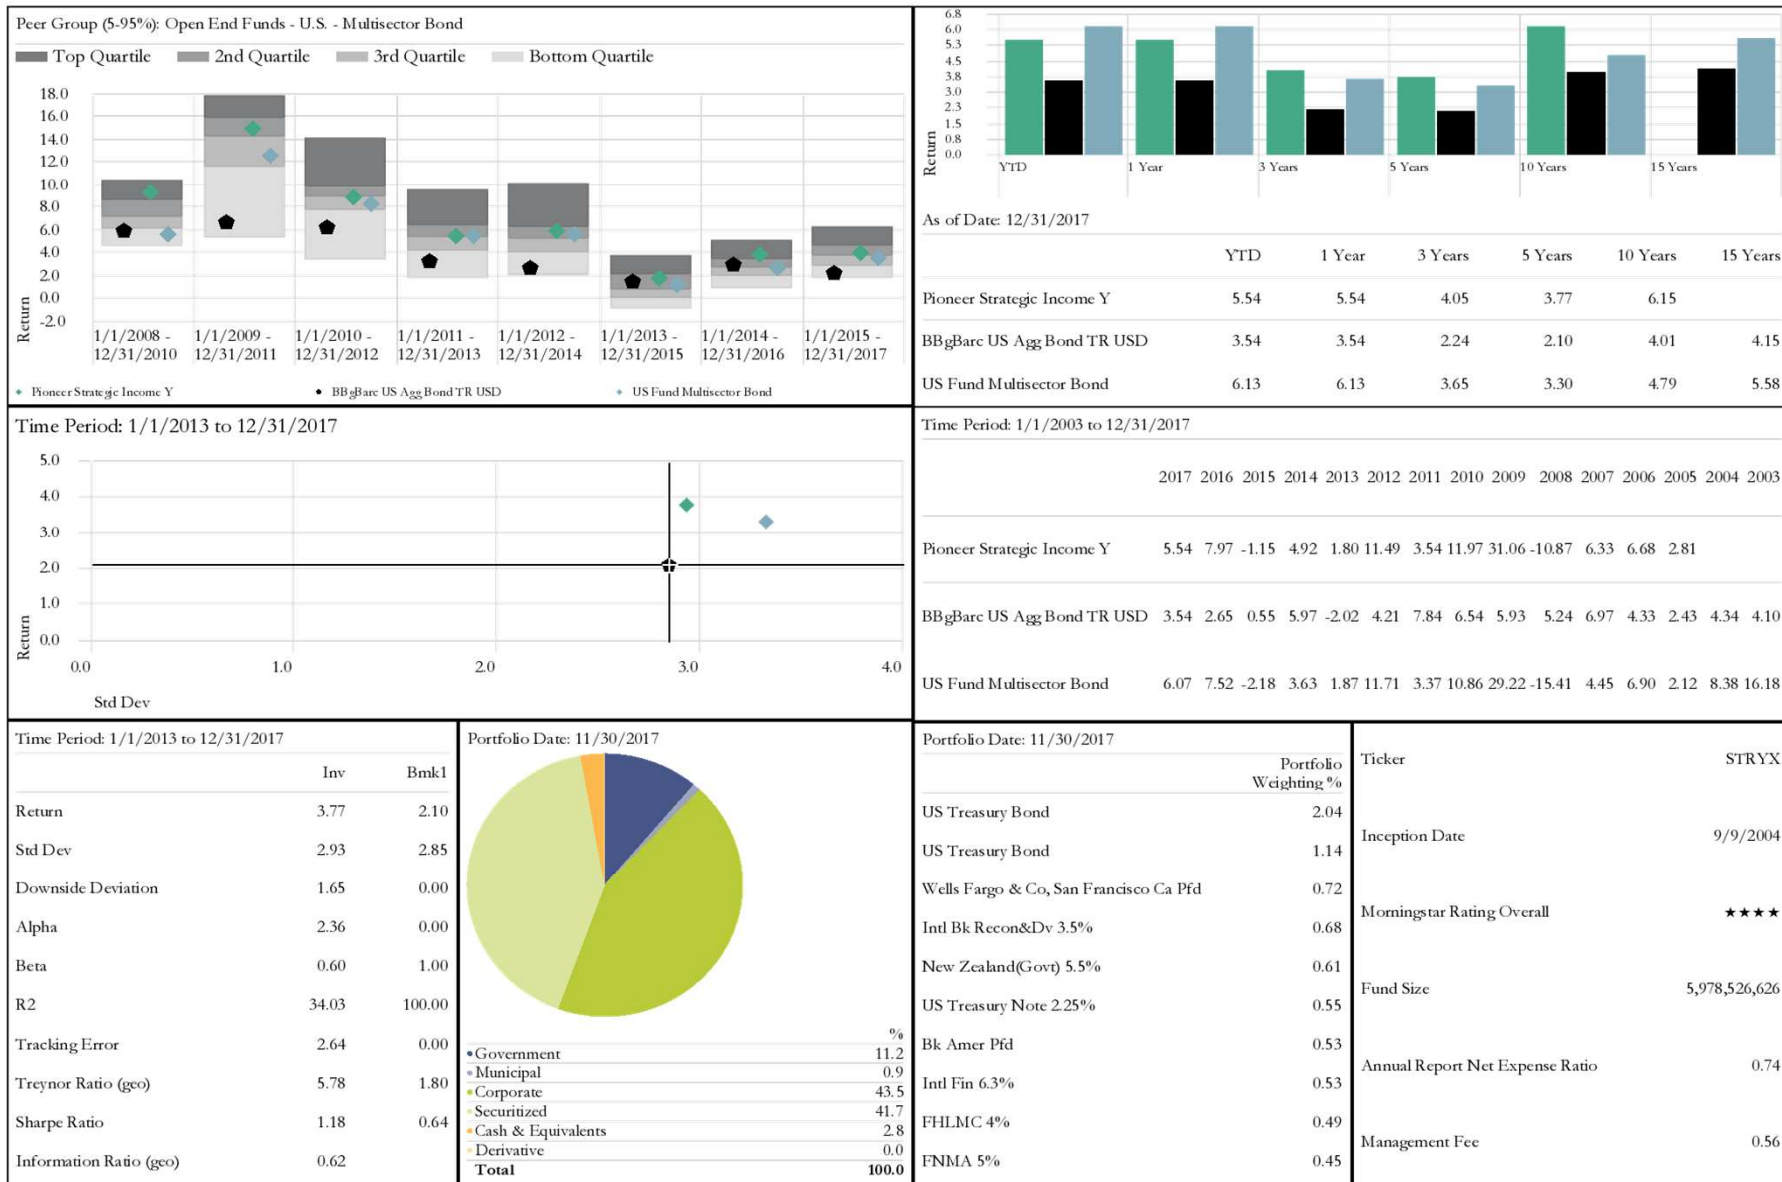 Peer Group (5-95%): Open End Funds - U.S. - Multisector Bond
Top Quartile 2nd Quartile 3rd Quartile Bottom Quartile
18.0
16.0
14.0
12.0
10.0
8.0
6.0
4.0
2.0
0.0
-2.0
Return
1/1/2008 - 1/1/2009 - 1/1/2010 - 1/1/2011 - 1/1/2012 - 1/1/2013 - 1/1/2014 - 1/1/2015 -
12/31/2010 12/31/2011 12/31/2012 12/31/2013 12/31/2014 12/31/2015 12/31/2016 12/31/2017
Pioneer Strategic Income Y BBgBarc US Agg Bond TR USD US Fund Multisector Bond
6.8
6.0
5.3
4.5
3.8
3.0
2.3
1.5
0.8
0.0
Return
YTD 1 Year 3 Years 5 Years 10 Years 15 Years
As of Date: 12/31/2017
YTD 1 Year 3 Years 5 Years 10 Years 15 Years
Pioneer Strategic Income Y 5.54 5.54 4.05 3.77 6.15
BBgBarc US Agg Bond TR USD 3.54 3.54 2.24 2.10 4.01 4.15
US Fund Multisector Bond 6.13 6.13 3.65 3.30 4.79 5.58
Time Period: 1/1/2013 to 12/31/2017
5.0
4.0
3.0
2.0
1.0
0.0
Return
0.0 1.0 2.0 3.0 4.0
Std Dev
Time Period: 1/1/2003 to 12/31/2017
2017 2016 2015 2014 2013 2012 2011 2010 2009 2008 2007 2006 2005 2004 2003
Pioneer Strategic Income Y 5.54 7.97 -1.15 4.92 1.80 11.49 3.54 11.97 31.06 -10.87 6.33 6.68 2.81
BBgBarc US Agg Bond TR USD 3.54 2.65 0.55 5.97 -2.02 4.21 7.84 6.54 5.93 5.24 6.97 4.33 2.43 4.34 4.10
US Fund Multisector Bond 6.07 7.52 -2.18 3.63 1.87 11.71 3.37 10.86 29.22 -15.41 4.45 6.90 2.12 8.38 16.18
Time Period: 1/1/2013 to 12/31/2017
Inv Bmk1
Return 3.77 2.10
Std Dev 2.93 2.85
Downside Deviation 1.65 0.00
Alpha 2.36 0.00
Beta 0.60 1.00
R2 34.03 100.00
Tracking Error 2.64 0.00
Treynor Ratio (geo) 5.78 1.80
Sharpe Ratio 1.18 0.64
Information Ratio (geo) 0.62
Portfolio Date: 11/30/2017
%
Government 11.2
Municipal 0.9
Corporate 43.5
Securitized 41.7
Cash & Equivalents 2.8
Derivative 0.0
Total 100.0
Portfolio Date: 11/30/2017
Portfolio
Weighting %
US Treasury Bond 2.04
US Treasury Bond 1.14
Wells Fargo & Co, San Francisco Ca Pfd 0.72
Intl Bk Recon&Dv 3.5% 0.68
New Zealand(Govt) 5.5% 0.61
US Treasury Note 2.25% 0.55
Bk Amer Pfd 0.53
Intl Fin 6.3% 0.53
FHLMC 4% 0.49
FNMA 5% 0.45
Ticker STRYX
Inception Date 9/9/2004
Morningstar Rating Overall ★★★★
Fund Size 5,978,526,626
Annual Report Net Expense Ratio 0.74
Management Fee 0.56